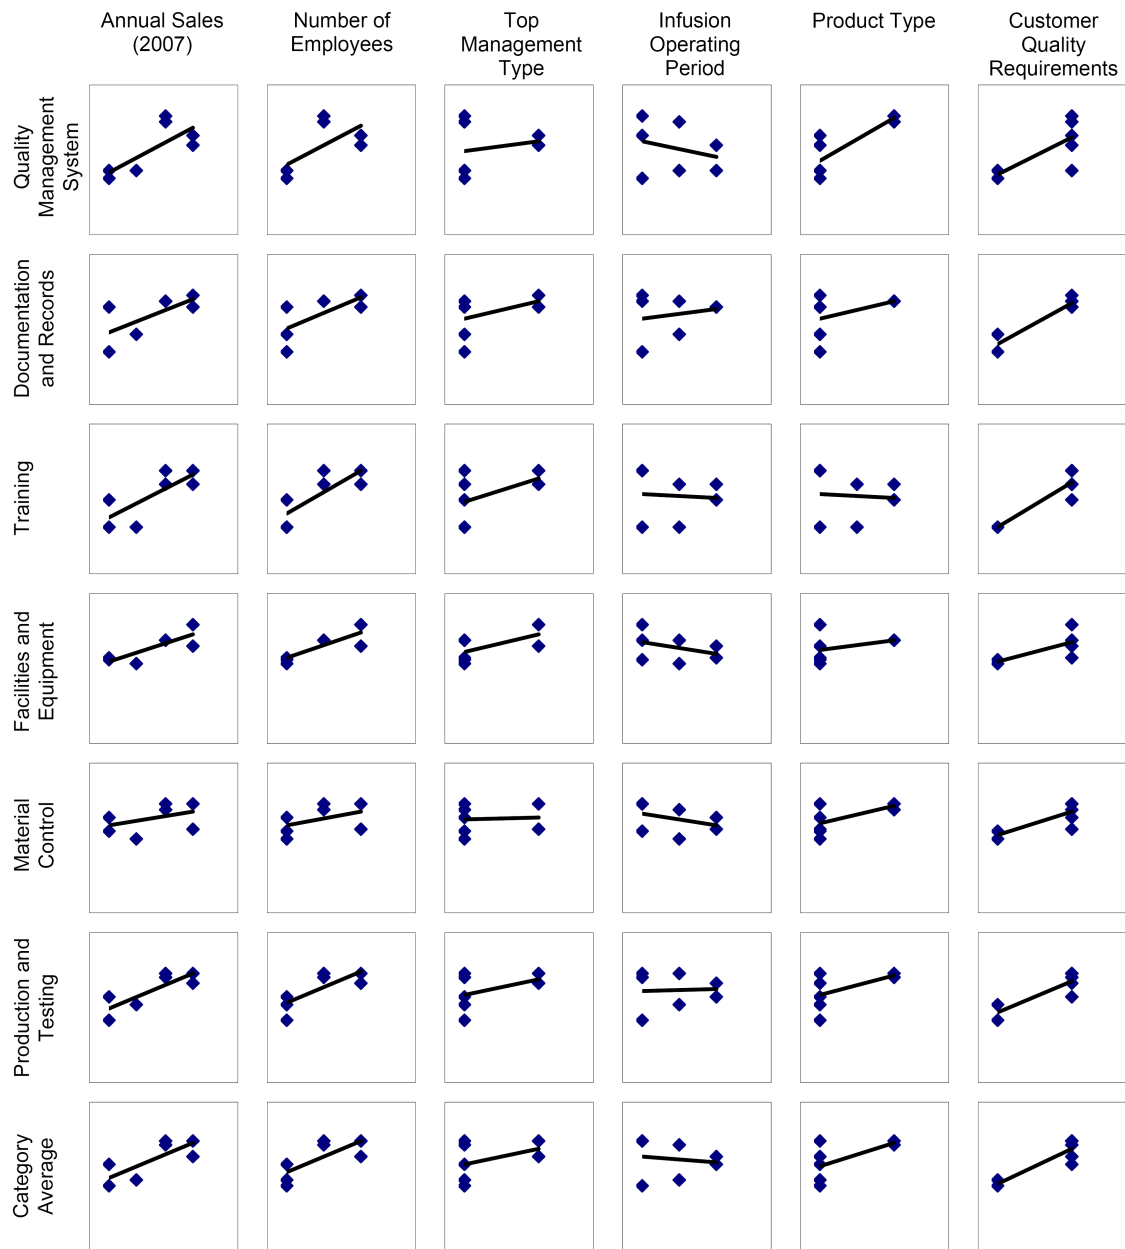 Annual Sales
(2007)
Number of
Employees
Top
Management
Type
Infusion
Operating
Period
Product Type
Customer
Quality
Requirements
Quality
Management
System
Documentation
and Records
Training
Facilities and
Equipment
Material
Control
Production and
Testing
Category
Average